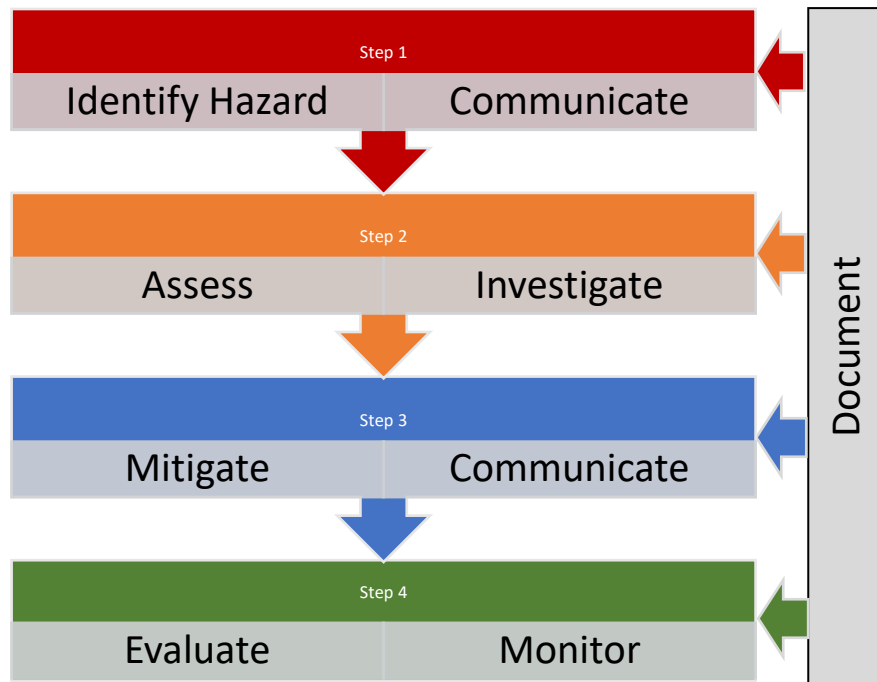 Step 1
Identify Hazard Communicate
Step 2
Assess Investigate
Step 3
Mitigate Communicate
Step 4
Evaluate Monitor
Document